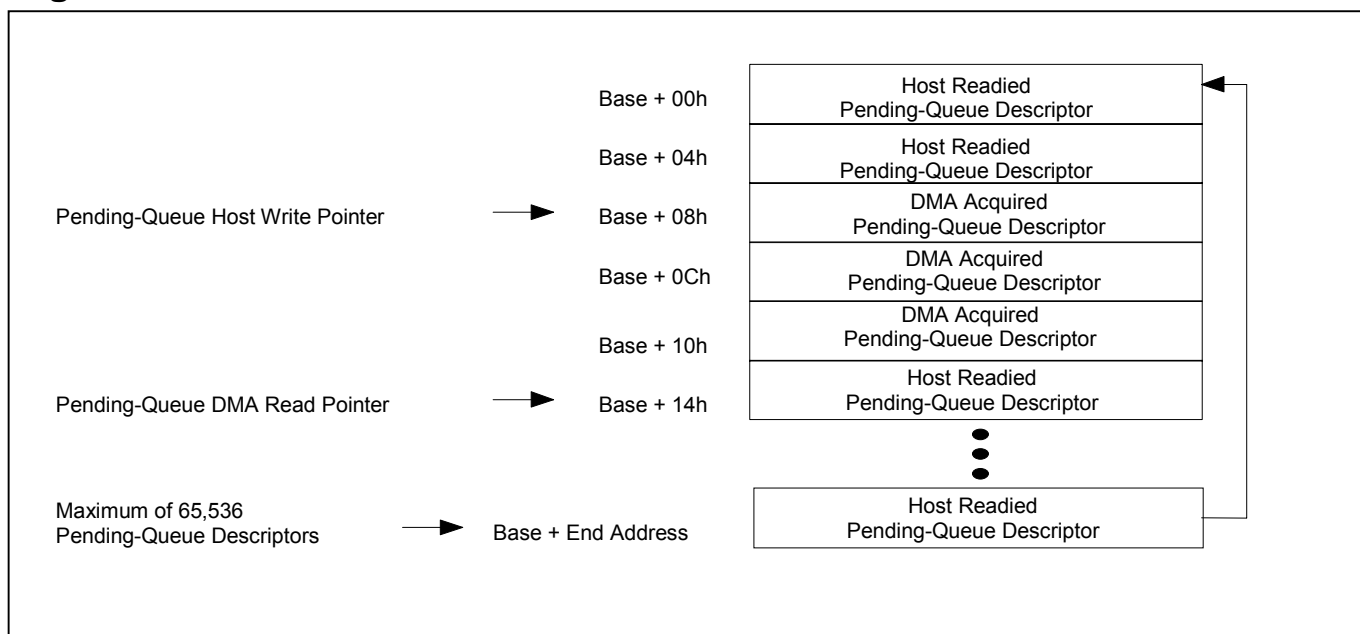 Base + 00h
Host Readied
Pending-Queue Descriptor
Base + 04h
Host Readied
Pending-Queue Descriptor
Pending-Queue Host Write Pointer
Base + 08h
DMA Acquired
Pending-Queue Descriptor
Base + 0Ch
DMA Acquired
Pending-Queue Descriptor
Base + 10h
DMA Acquired
Pending-Queue Descriptor
Pending-Queue DMA Read Pointer
Base + 14h
Host Readied
Pending-Queue Descriptor
Maximum of 65,536
Pending-Queue Descriptors
Base + End Address
Host Readied
Pending-Queue Descriptor